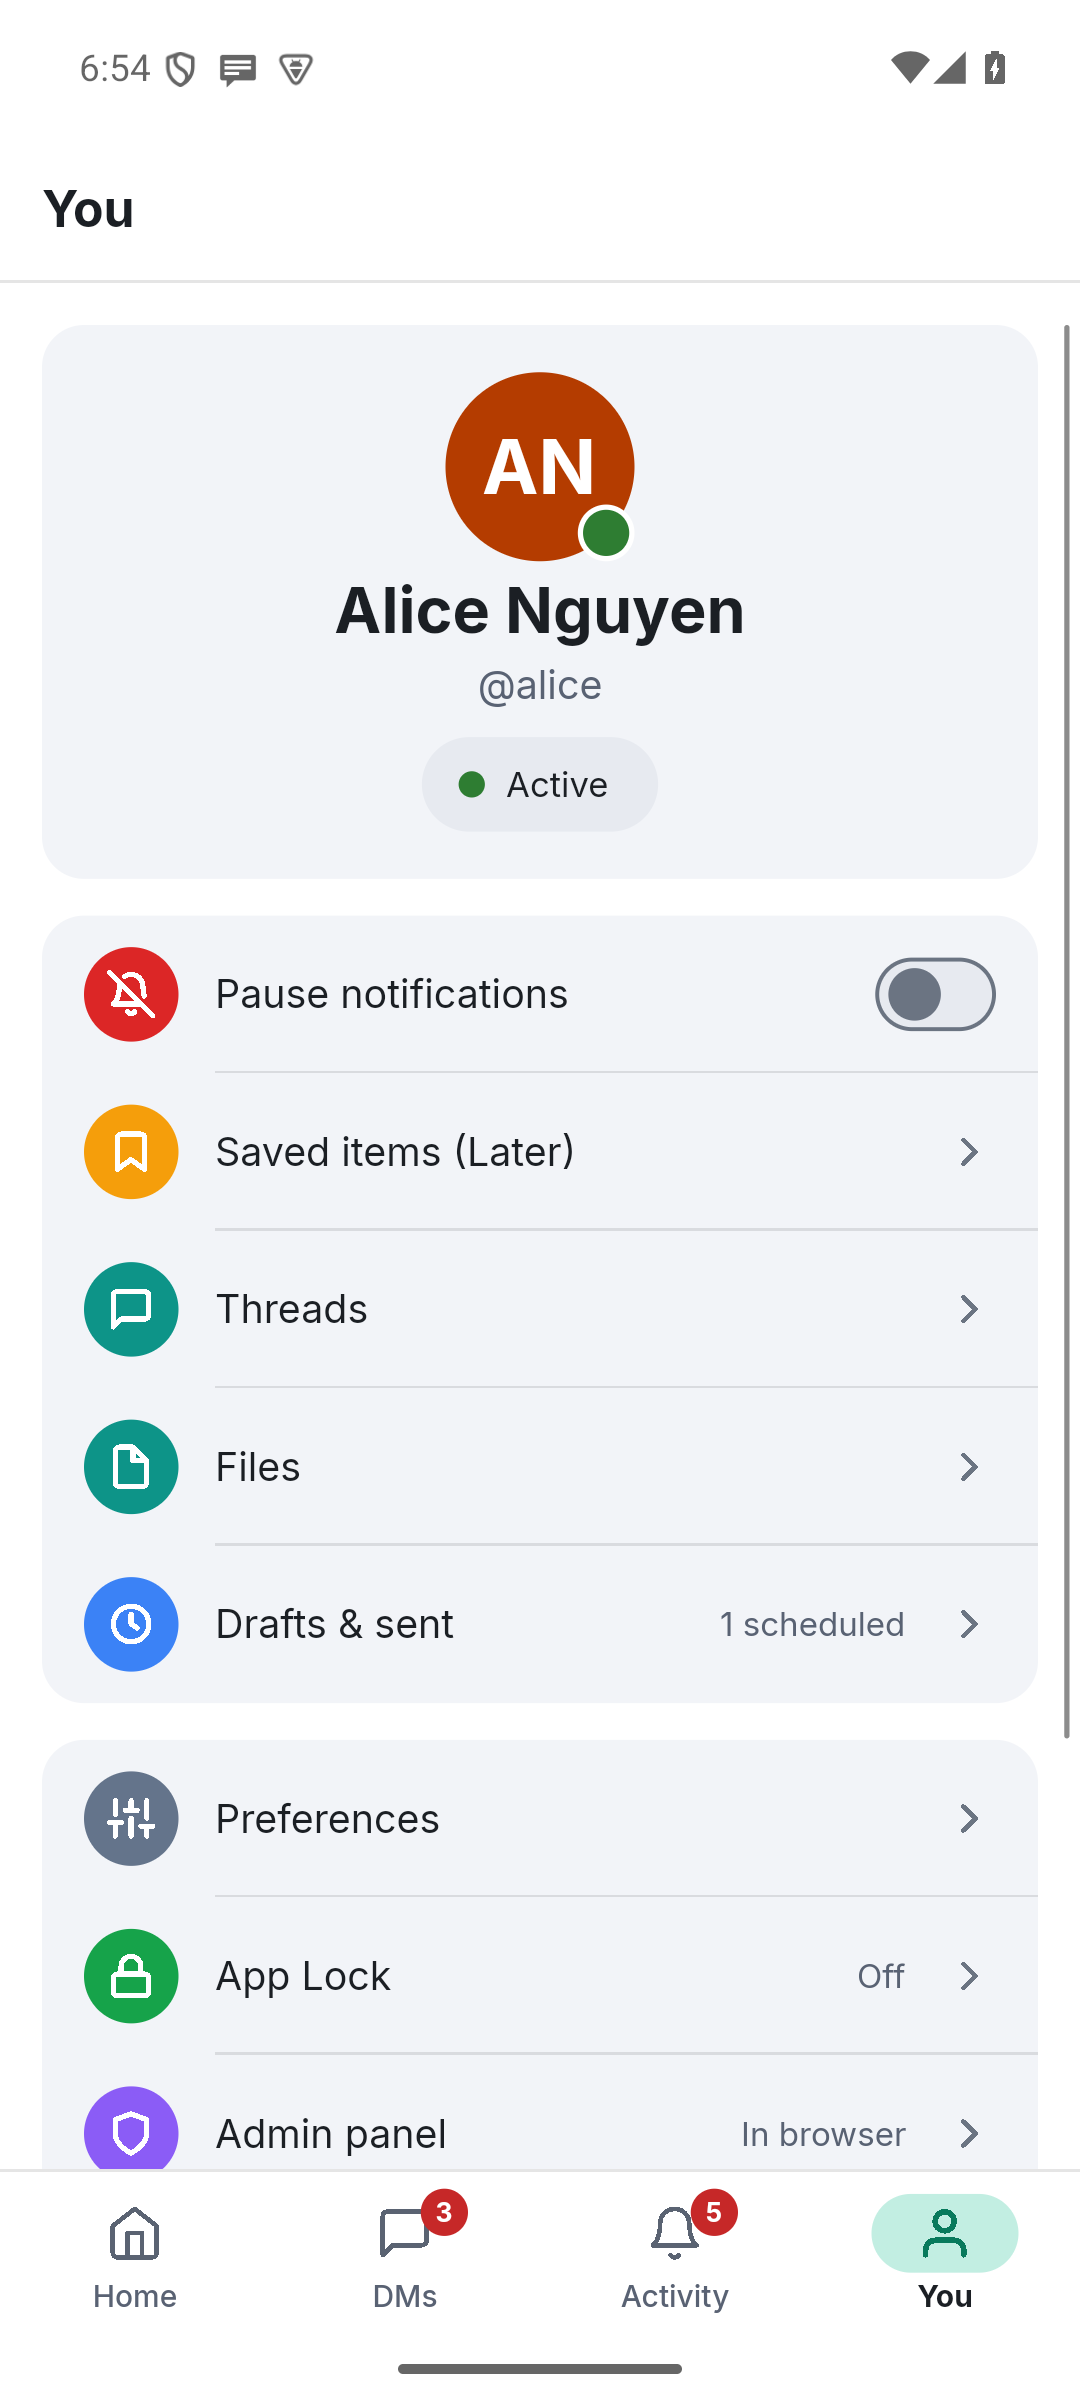 6:54
You
AN
Alice Nguyen
@alice
Active
Pause notifications
Saved items (Later)
Threads
Files
Drafts & sent 1 scheduled
Preferences
App Lock Off
Admin panel In browser
3 5
Home DMs Activity You